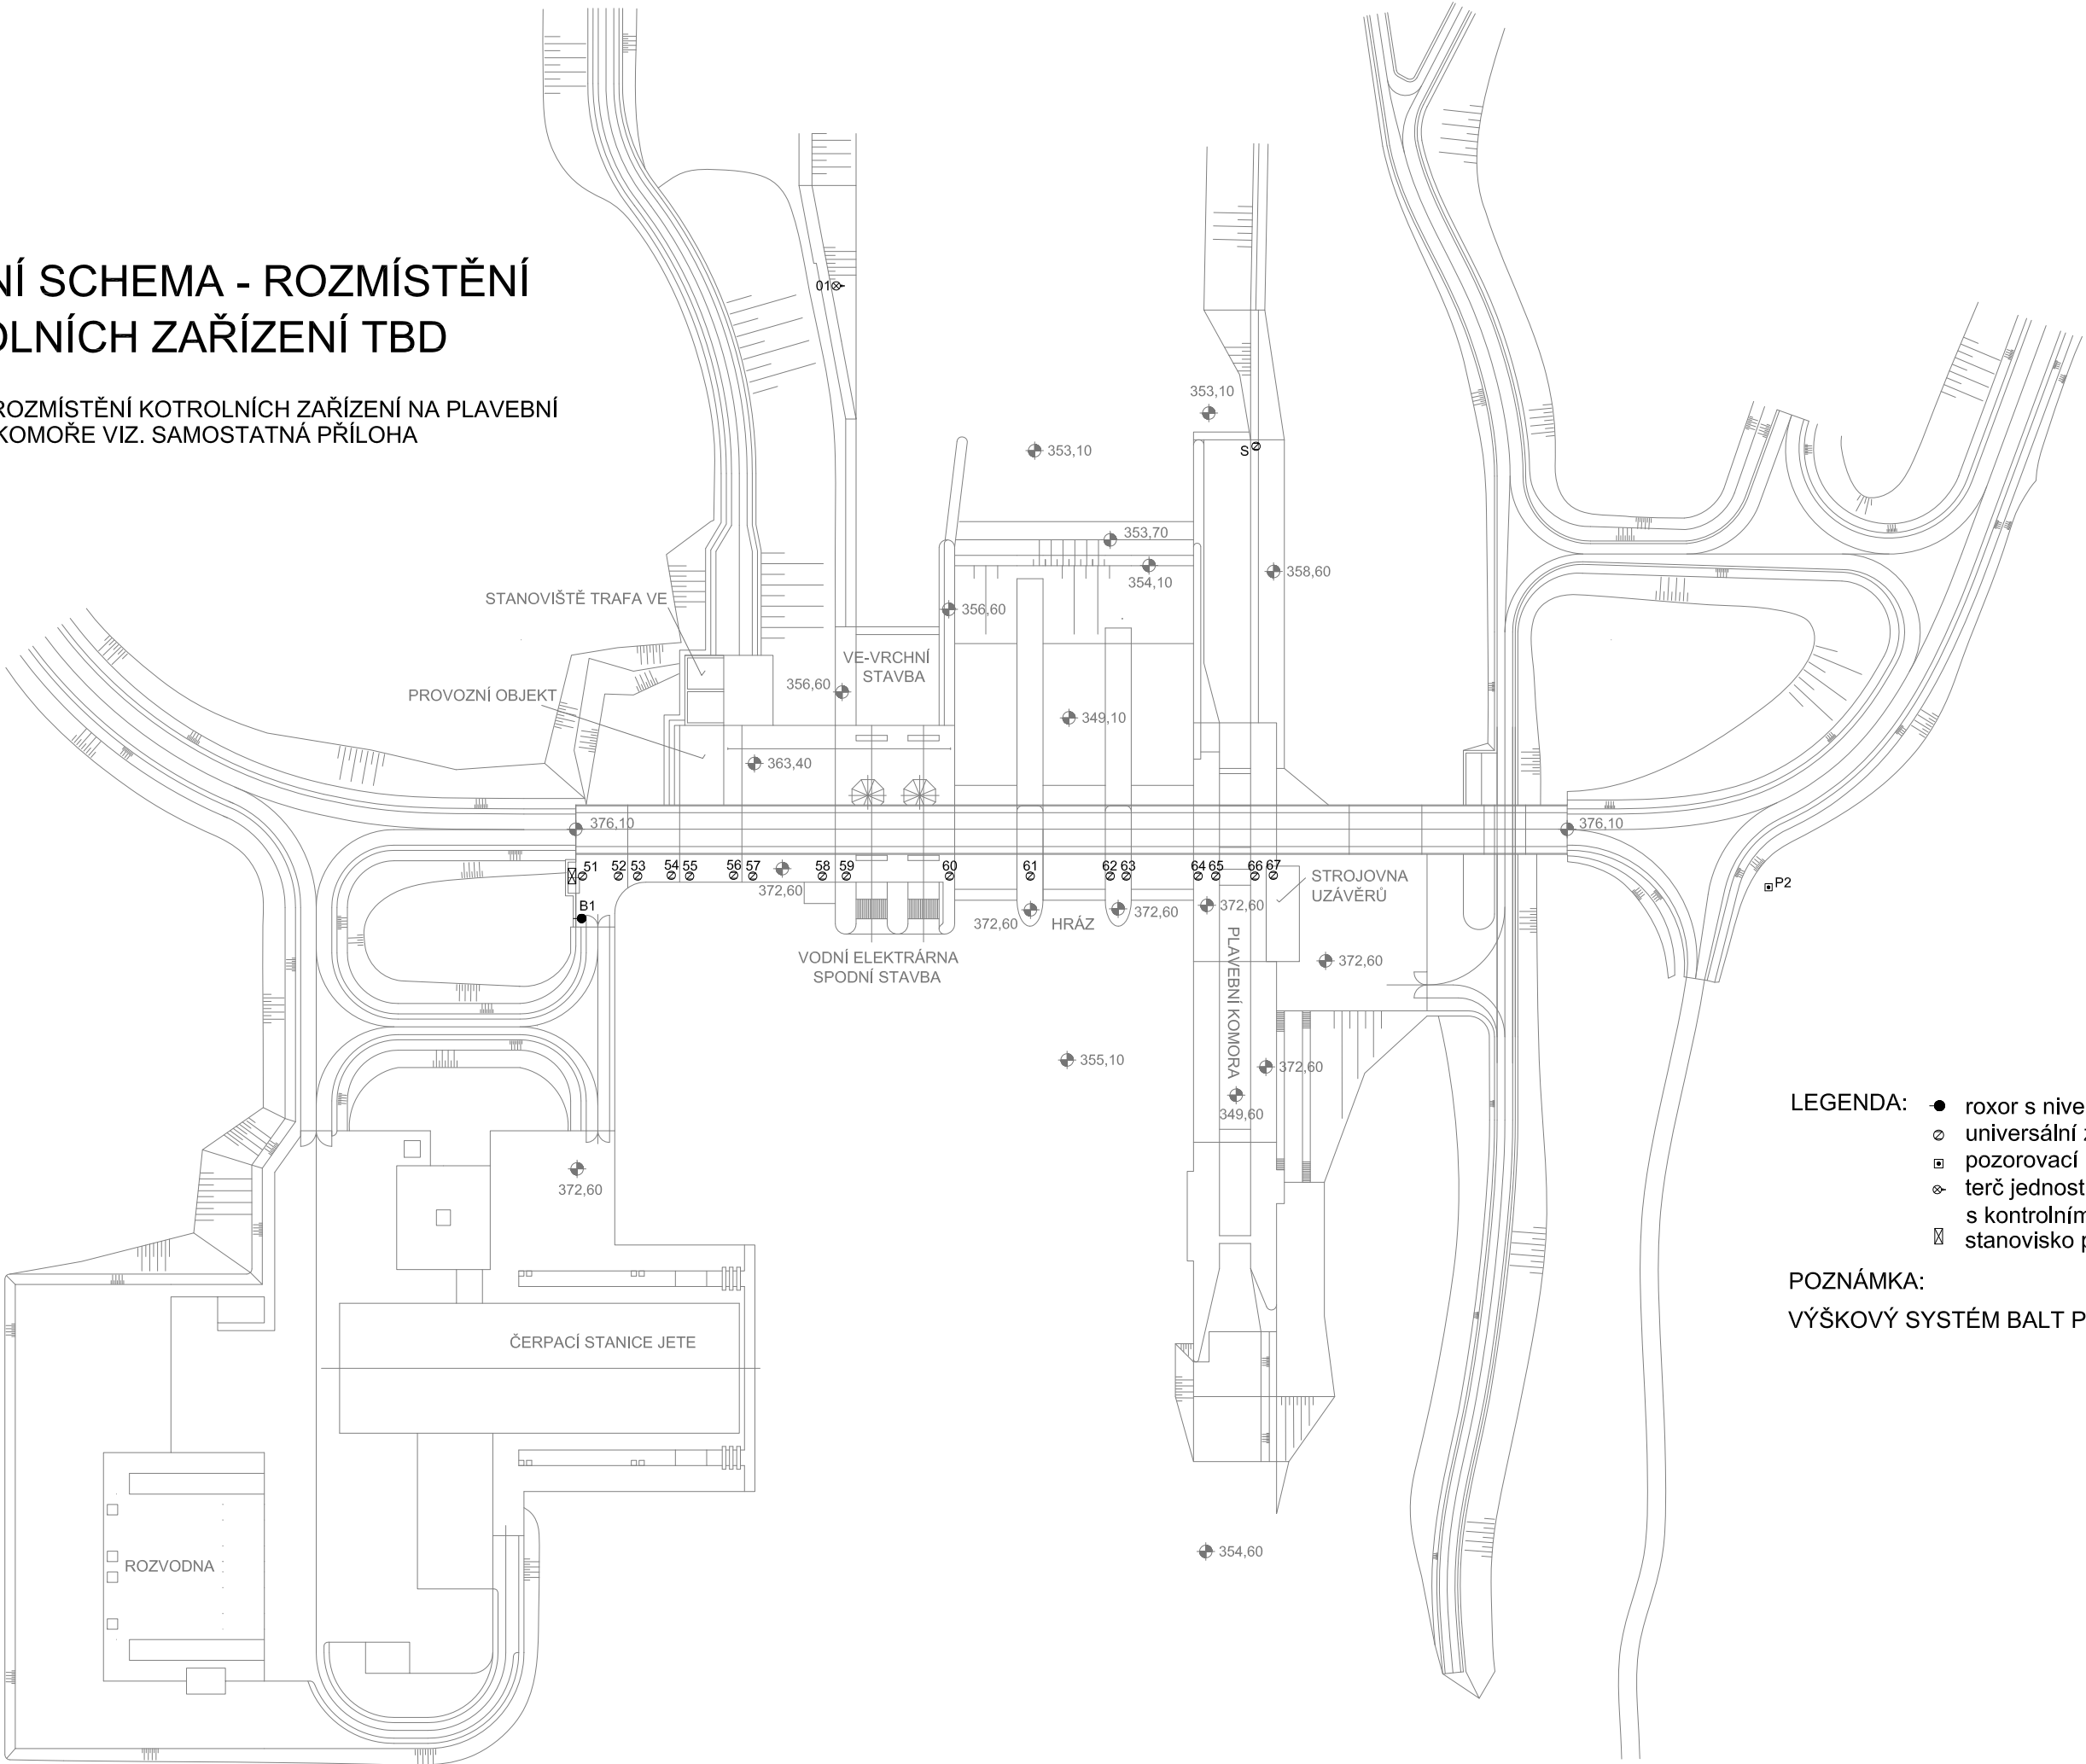 NÍ SCHEMA - ROZMÍSTĚNÍ
OLNÍCH ZAŘÍZENÍ TBD
ROZMÍSTĚNÍ KOTROLNÍCH ZAŘÍZENÍ NA PLAVEBNÍ
KOMOŘE VIZ. SAMOSTATNÁ PŘÍLOHA
01
353,10
353,10
S
353,70
354,10
358,60
356,60
STANOVIŠTĚ TRAFA VE
PROVOZNÍ OBJEKT
VE-VRCHNÍ
STAVBA
356,60
349,10
363,40
376,10
376,10
51 52 53 54 55 56 57 58 59 60 61 62 63 64 65 66 67
372,60
STROJOVNA
UZÁVĚRŮ
P2
B1
372,60
HRÁZ
372,60
372,60
PLAVEBNÍ KOMORA
VODNÍ ELEKTRÁRNA
SPODNÍ STAVBA
372,60
355,10
372,60
349,60
372,60
ČERPACÍ STANICE JETE
ROZVODNA
354,60
LEGENDA:
roxor s nive
universální
pozorovací
terč jednost
s kontrolním
stanovisko p
POZNÁMKA:
VÝŠKOVÝ SYSTÉM BALT P